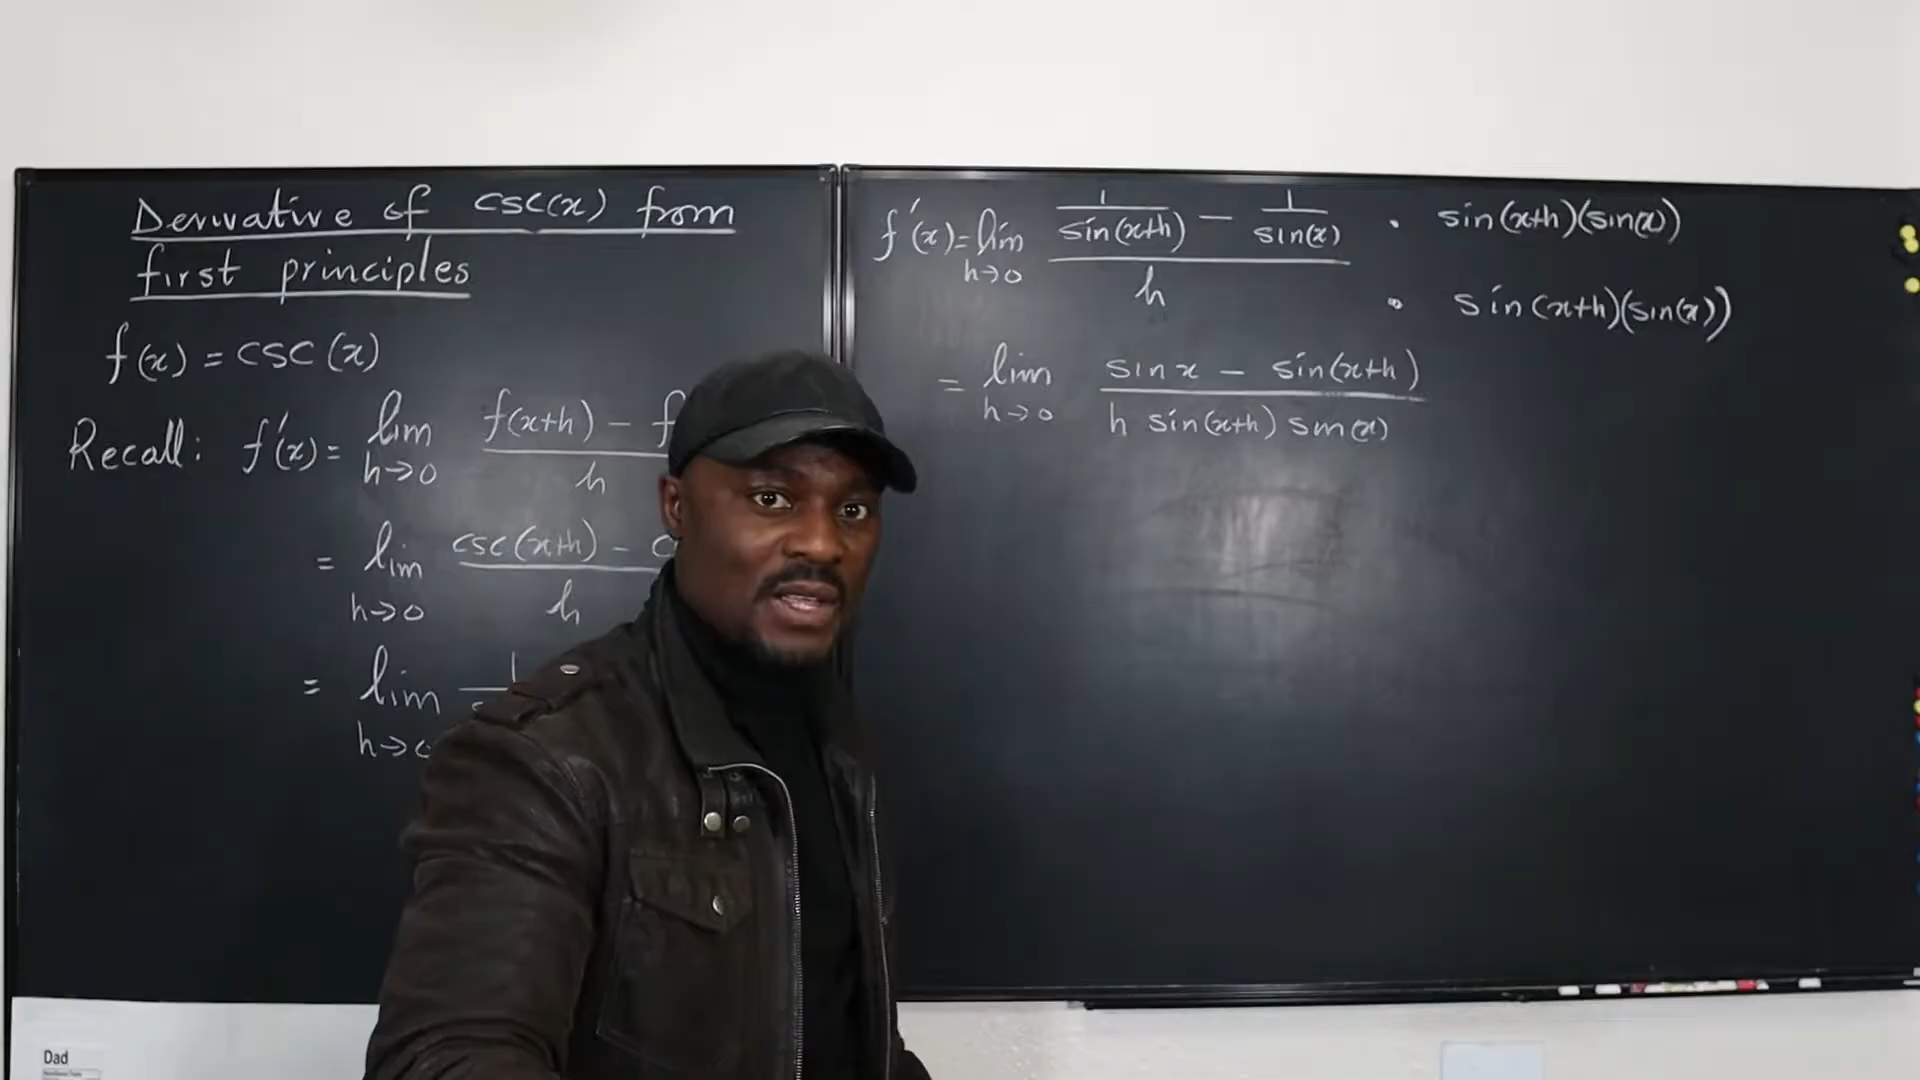 Derivative of csc(x) from
first principles
f(x) = csc(x)
Recall: f'(x) = lim h→0 f(x+h) - f / h
= lim h→0 csc(x+h) - c / h
= lim h→0 1
f'(x) = lim h→0 1/sin(x+h) - 1/sin(x) / h · sin(x+h)(sin(x)) · sin(x+h)(sin(x))
= lim h→0 sin x - sin(x+h) / h sin(x+h) sin(x)
Dad